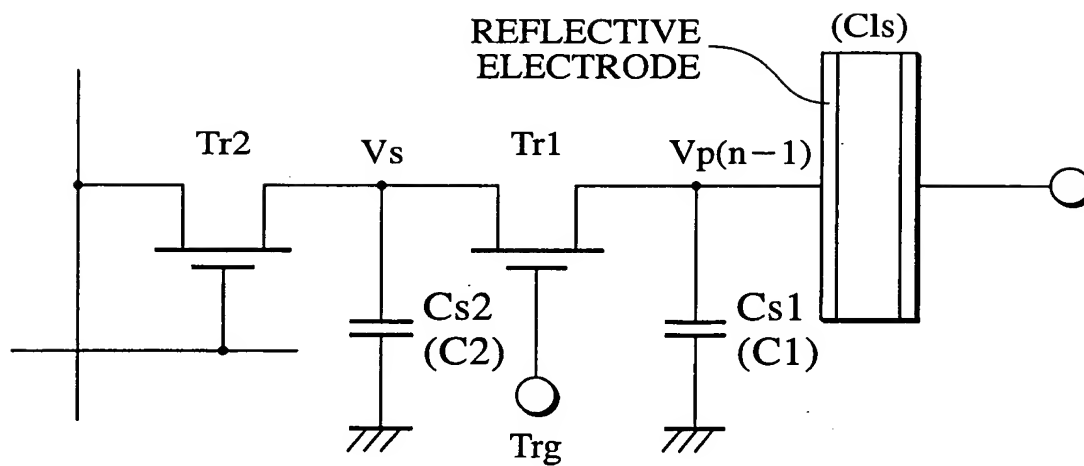 REFLECTIVE
ELECTRODE
(Cls)
Tr2
Vs
Tr1
Vp(n−1)
Cs2
(C2)
Cs1
(C1)
Trg